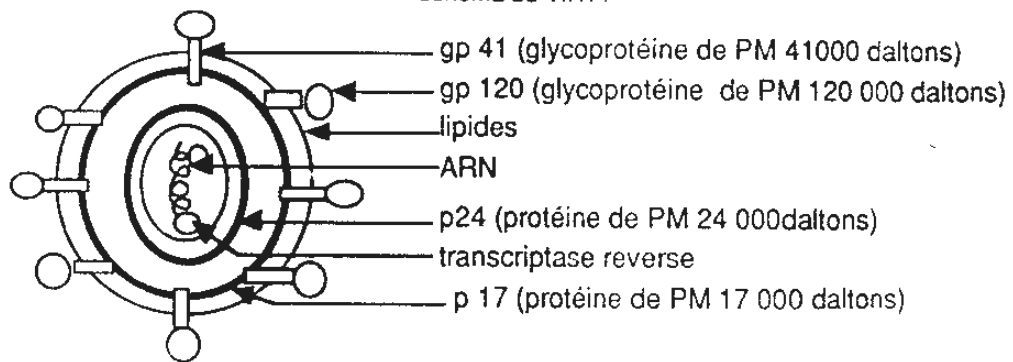 gp 41 (glycoprotéine de PM 41000 daltons)
gp 120 (glycoprotéine de PM 120 000 daltons)
lipides
ARN
p24 (protéine de PM 24 000daltons)
transcriptase reverse
p 17 (protéine de PM 17 000 daltons)